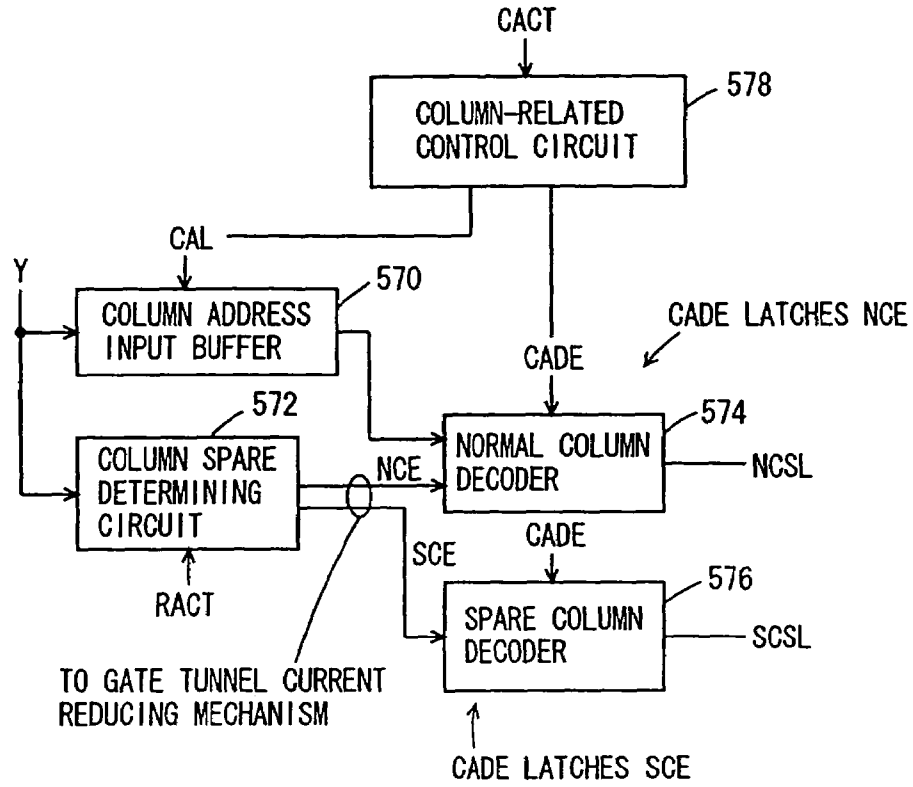 CACT
578
COLUMN-RELATED
CONTROL CIRCUIT
CAL
Y
570
COLUMN ADDRESS
INPUT BUFFER
CADE LATCHES NCE
CADE
572
574
COLUMN SPARE
DETERMINING
CIRCUIT
NCE
NORMAL COLUMN
DECODER
NCSL
SCE
CADE
RACT
576
SPARE COLUMN
DECODER
SCSL
TO GATE TUNNEL CURRENT
REDUCING MECHANISM
CADE LATCHES SCE